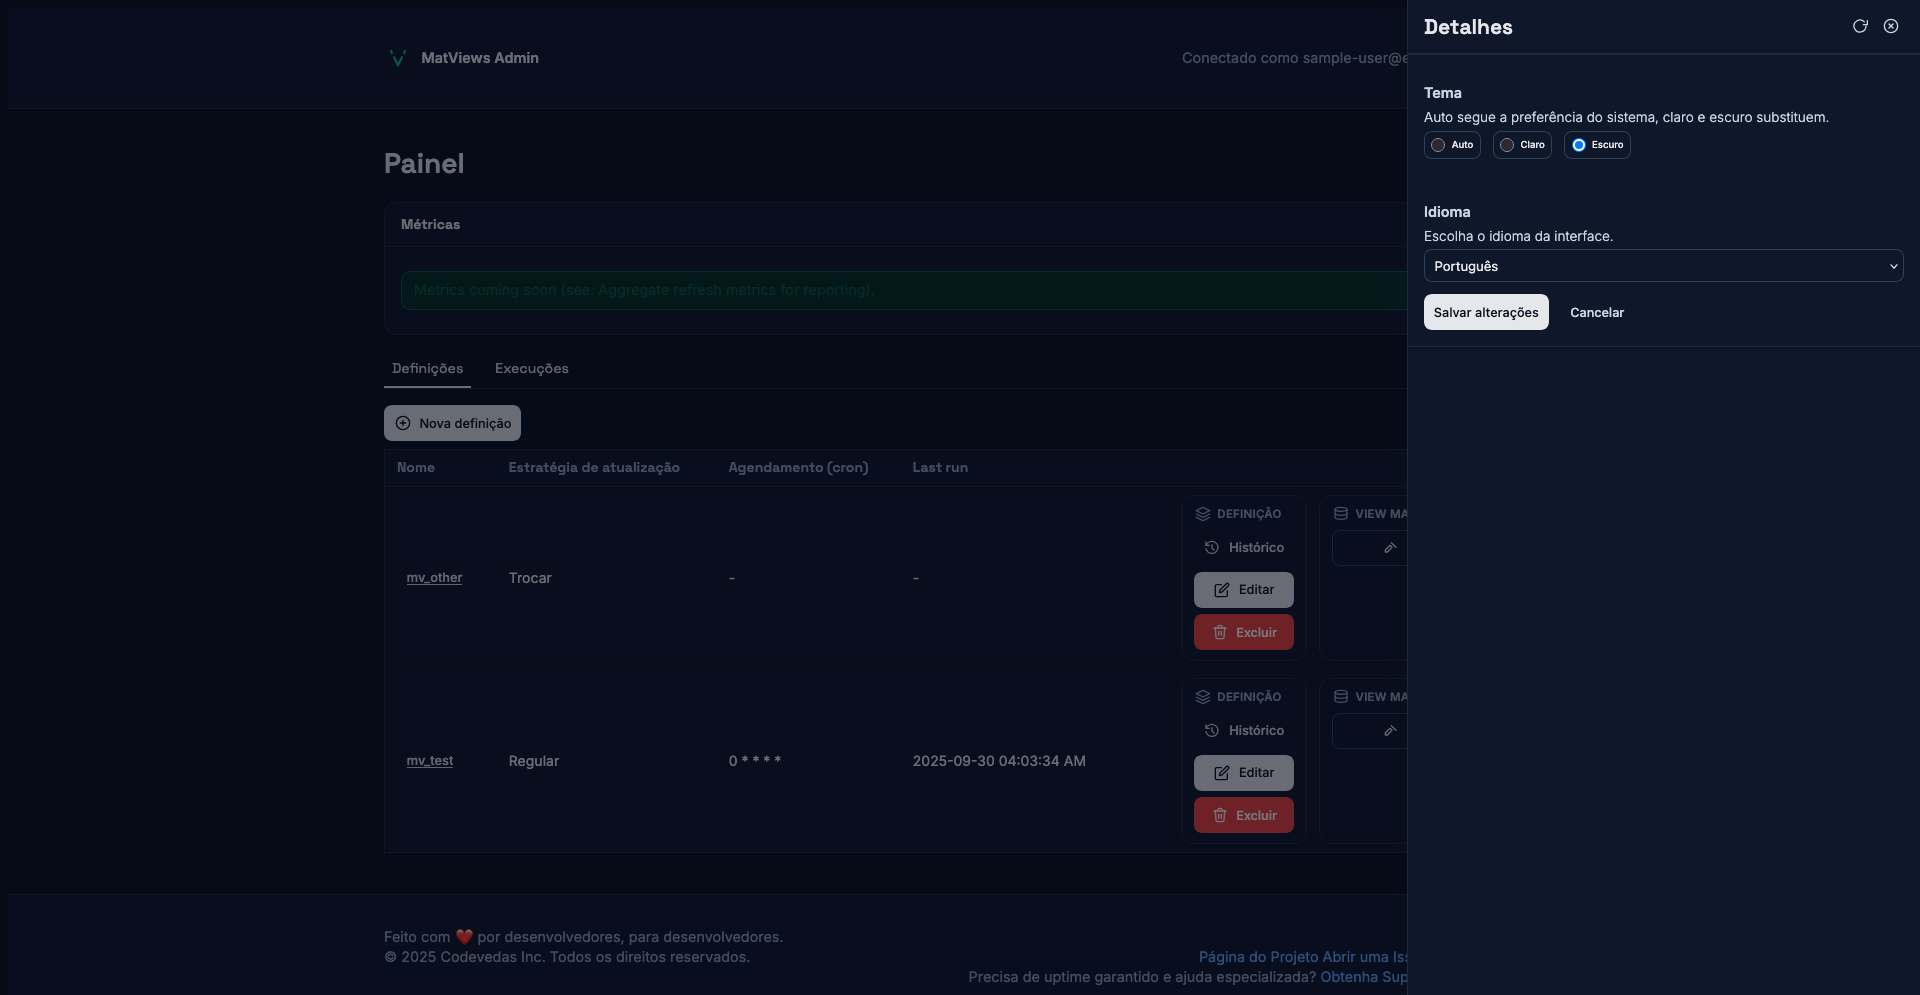 MatViews Admin
Conectado como sample-user@e
Painel
Métricas
Metrics coming soon (see: Aggregate refresh metrics for reporting).
Definições
Execuções
Nova definição
Nome
Estratégia de atualização
Agendamento (cron)
Last run
mv_other
Trocar
-
-
DEFINIÇÃO
Histórico
Editar
Excluir
VIEW MA
mv_test
Regular
0 * * * *
2025-09-30 04:03:34 AM
DEFINIÇÃO
Histórico
Editar
Excluir
VIEW MA
Feito com ❤️ por desenvolvedores, para desenvolvedores.
© 2025 Codevedas Inc. Todos os direitos reservados.
Página do Projeto Abrir uma Iss
Precisa de uptime garantido e ajuda especializada? Obtenha Sup
Detalhes
Tema
Auto segue a preferência do sistema, claro e escuro substituem.
Auto
Claro
Escuro
Idioma
Escolha o idioma da interface.
Português
Salvar alterações
Cancelar